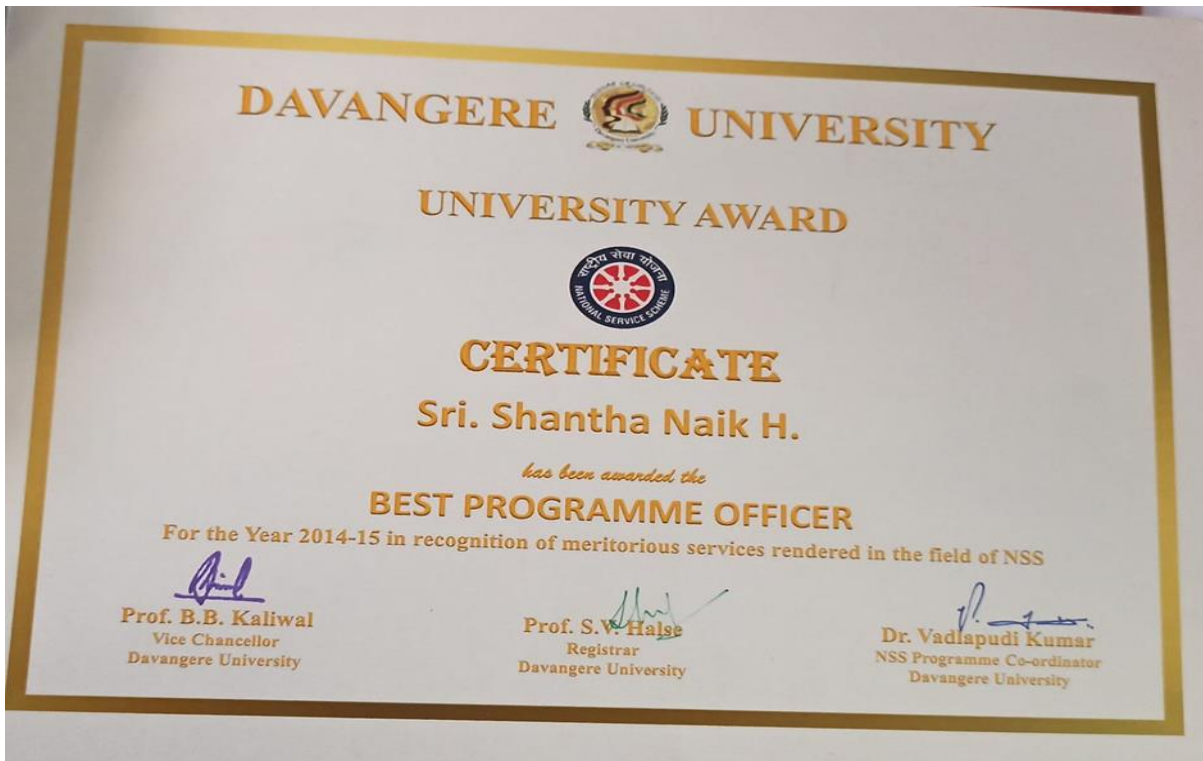 DAVANGERE UNIVERSITY
UNIVERSITY AWARD
राष्ट्रीय सेवा योजना
NATIONAL SERVICE SCHEME
CERTIFICATE
Sri. Shantha Naik H.
has been awarded the
BEST PROGRAMME OFFICER
For the Year 2014-15 in recognition of meritorious services rendered in the field of NSS
Prof. B.B. Kaliwal
Vice Chancellor
Davangere University
Prof. S.V. Halse
Registrar
Davangere University
Dr. Vadlapudi Kumar
NSS Programme Co-ordinator
Davangere University